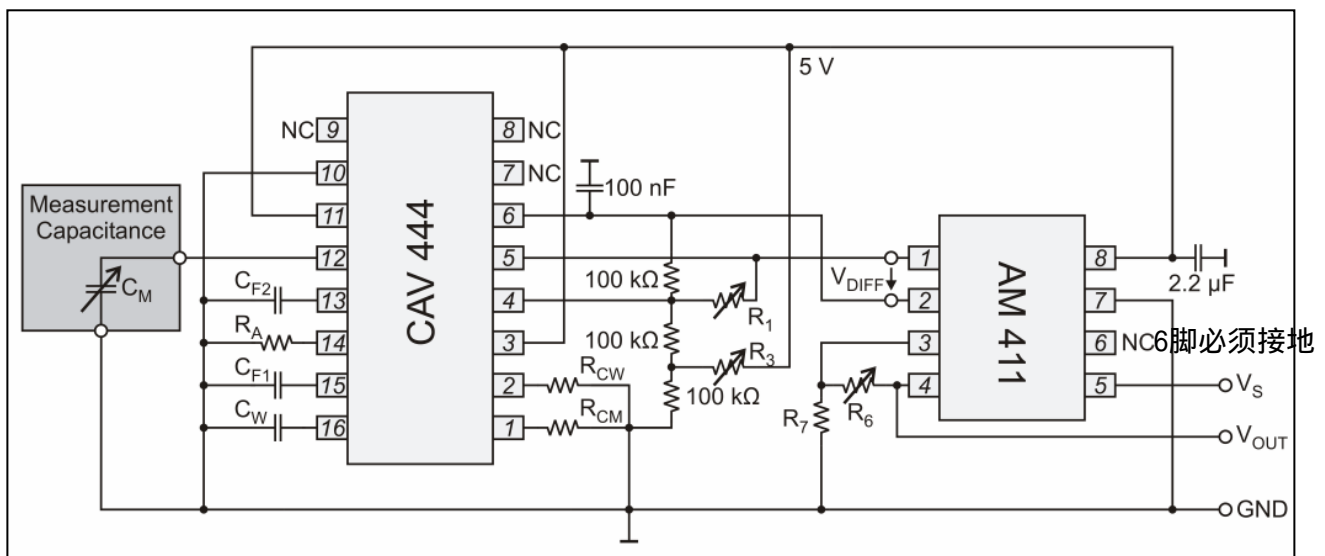 5 V
NC 9
8 NC
10
7 NC
100 nF
Measurement
Capacitance
11
6
12
5
1
8
CAV 444
AM 411
C_M
100 kΩ
V_DIFF
2.2 µF
C_F2
13
4
R_1
2
7
R_A
14
3
100 kΩ
R_3
3
6 NC 6脚必须接地
C_F1
15
2
R_CW
100 kΩ
R_6
4
5
V_S
C_W
16
1
R_CM
R_7
V_OUT
GND